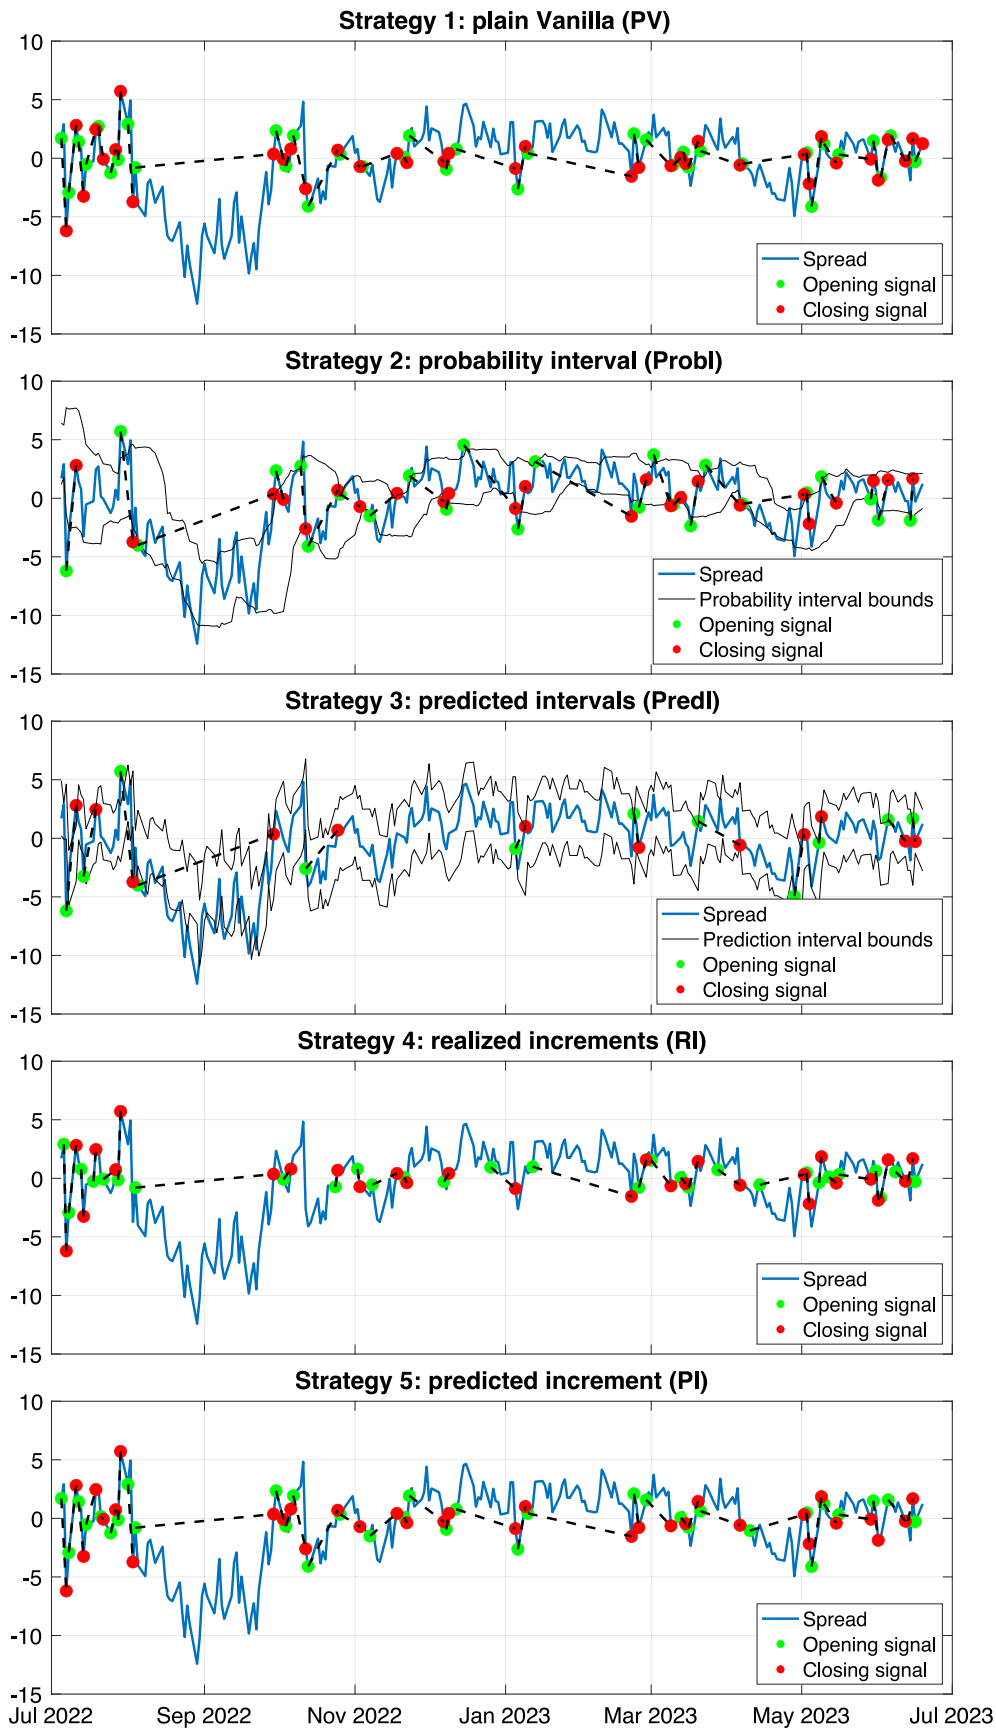 Strategy 1: plain Vanilla (PV)
10
5
0
-5
-10
-15
Spread
Opening signal
Closing signal
Strategy 2: probability interval (ProbI)
10
5
0
-5
-10
-15
Spread
Probability interval bounds
Opening signal
Closing signal
Strategy 3: predicted intervals (PredI)
10
5
0
-5
-10
-15
Spread
Prediction interval bounds
Opening signal
Closing signal
Strategy 4: realized increments (RI)
10
5
0
-5
-10
-15
Spread
Opening signal
Closing signal
Strategy 5: predicted increment (PI)
10
5
0
-5
-10
-15
Spread
Opening signal
Closing signal
Jul 2022 Sep 2022 Nov 2022 Jan 2023 Mar 2023 May 2023 Jul 2023